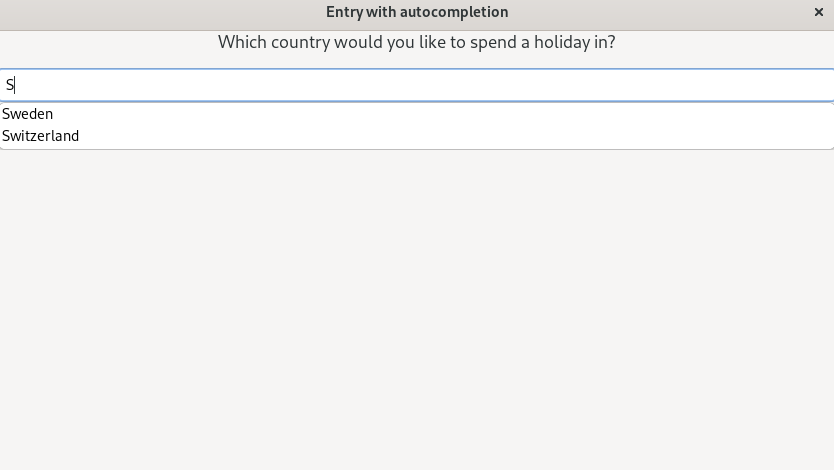 Entry with autocompletion
Which country would you like to spend a holiday in?
S
Sweden
Switzerland